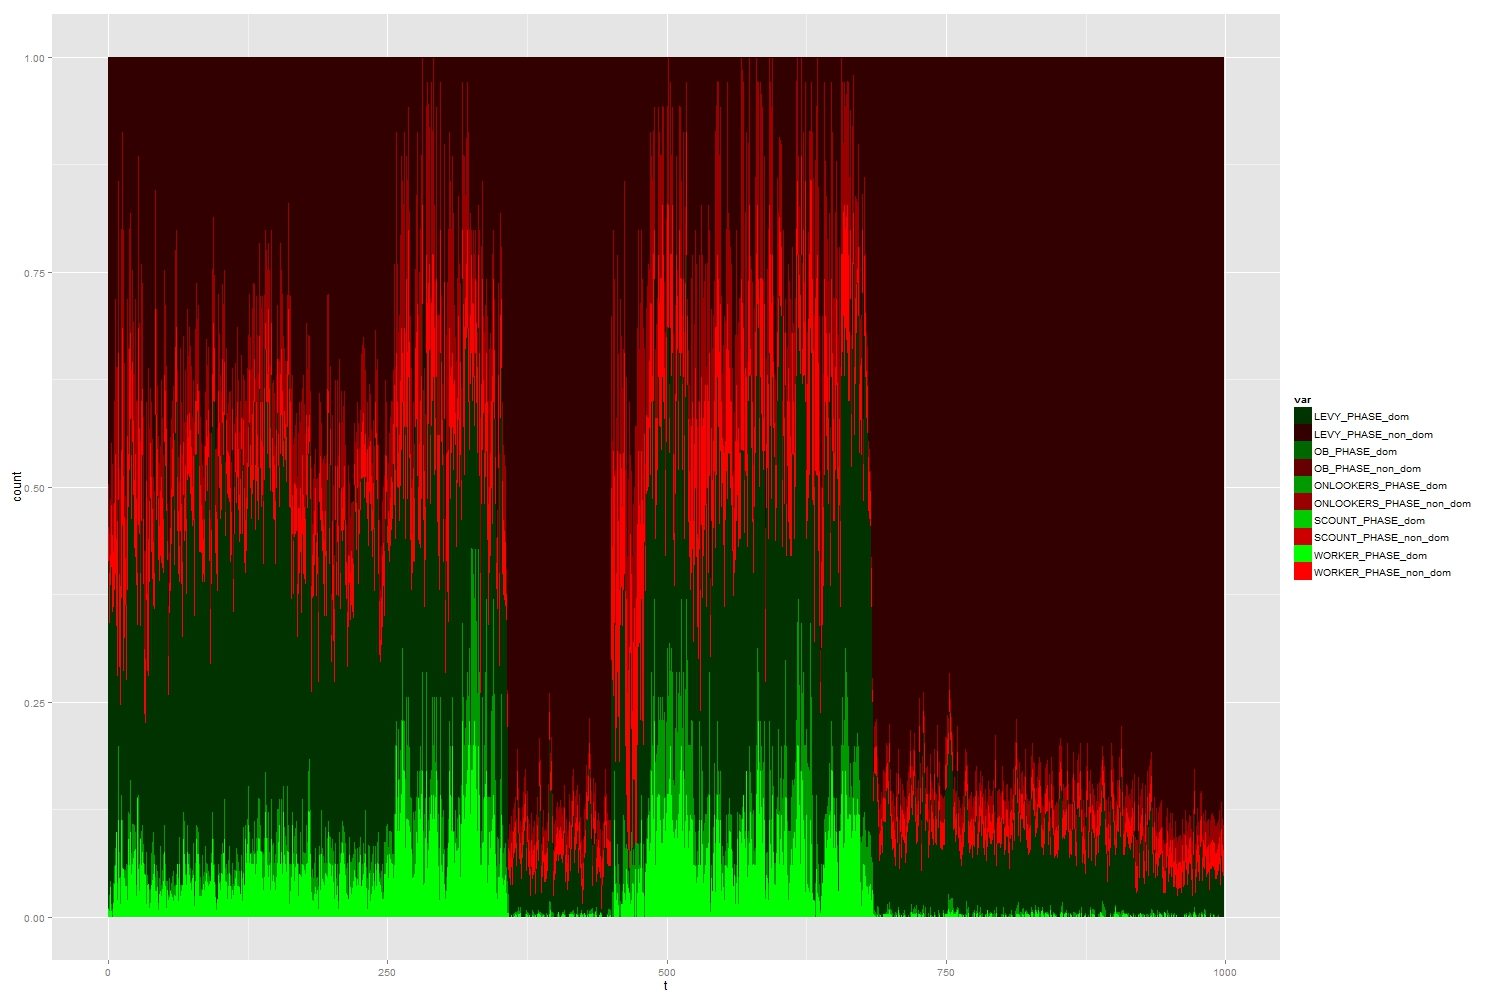 1.00
0.75
0.50
0.25
0.00
count
0
250
500
750
1000
t
var
LEVY_PHASE_dom
LEVY_PHASE_non_dom
OB_PHASE_dom
OB_PHASE_non_dom
ONLOOKERS_PHASE_dom
ONLOOKERS_PHASE_non_dom
SCOUNT_PHASE_dom
SCOUNT_PHASE_non_dom
WORKER_PHASE_dom
WORKER_PHASE_non_dom